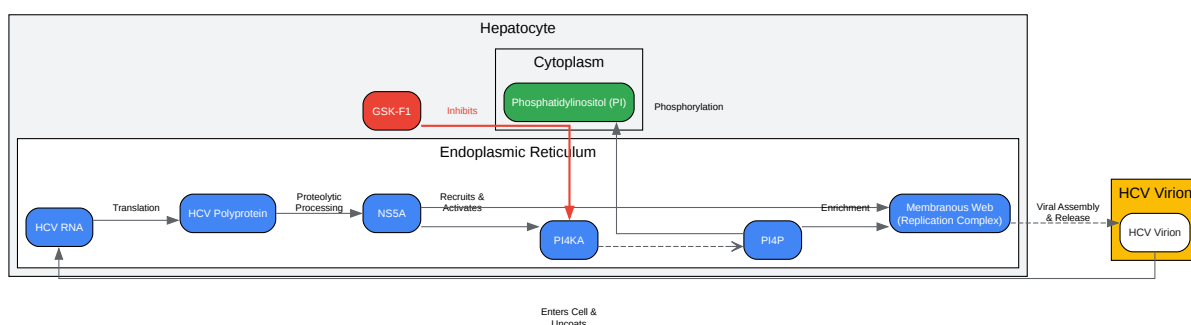 Hepatocyte
Cytoplasm
Phosphatidylinositol (PI)
Phosphorylation
GSK-F1
Inhibits
Endoplasmic Reticulum
HCV RNA
Translation
HCV Polyprotein
Proteolytic
Processing
NS5A
Recruits &
Activates
PI4KA
PI4P
Enrichment
Membranous Web
(Replication Complex)
Viral Assembly
& Release
HCV Virion
HCV Virion
Enters Cell &
Uncoats